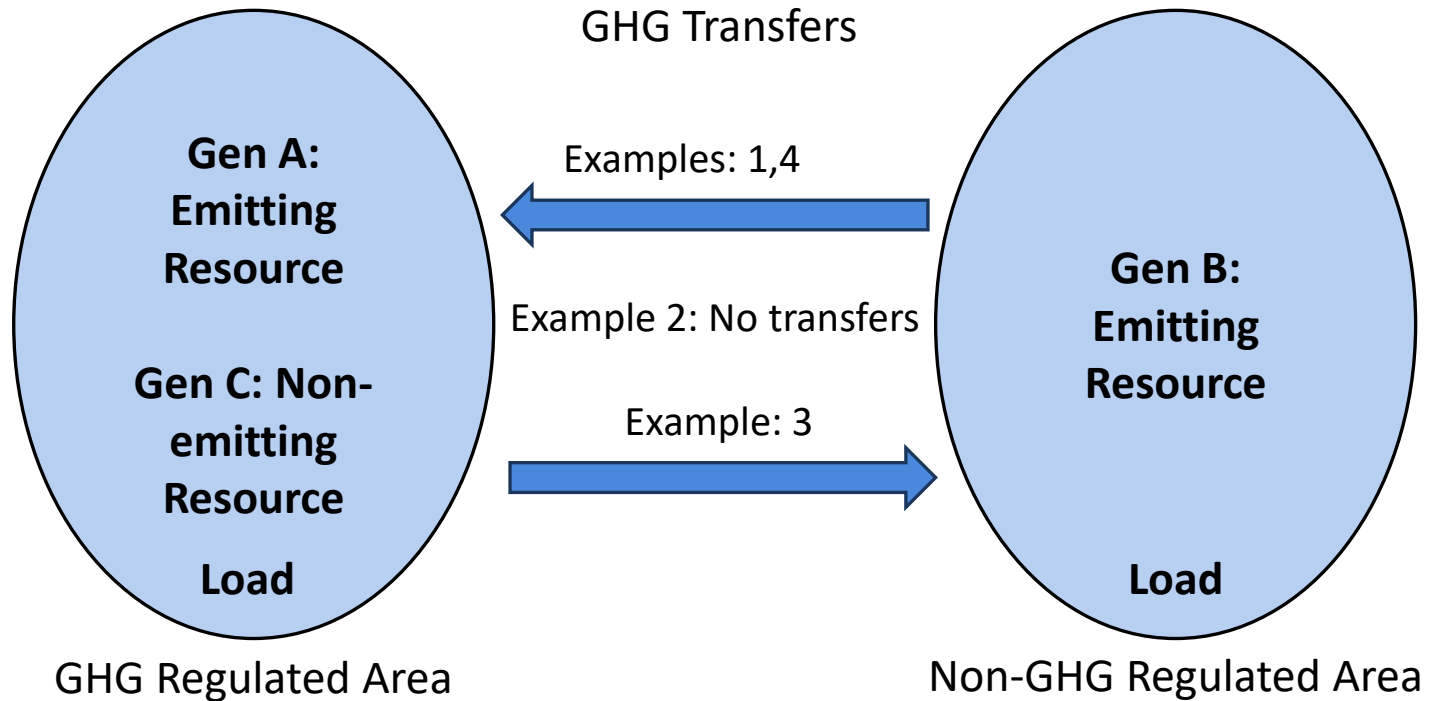 GHG Transfers
Gen A:
Emitting
Resource
Gen C: Non-
emitting
Resource
Load
GHG Regulated Area
Examples: 1,4
Example 2: No transfers
Example: 3
Gen B:
Emitting
Resource
Load
Non-GHG Regulated Area